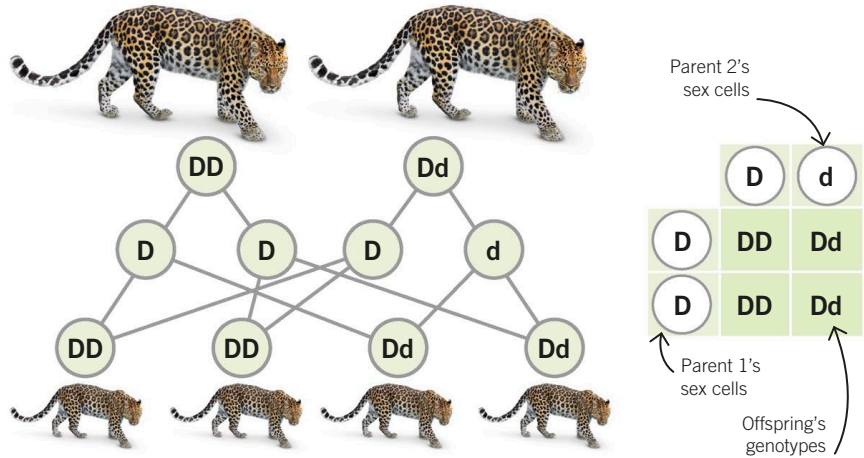 DD
Dd
D
D
D
d
DD
DD
Dd
Dd
Parent 2's
sex cells
D
d
D
DD
Dd
D
DD
Dd
Parent 1's
sex cells
Offspring's
genotypes